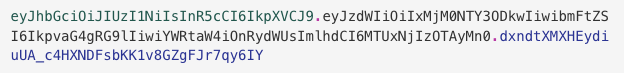 eyJhbGciOiJIUzI1NiIsInR5cCI6IkpXVCJ9.eyJzdWIiOiIxMjM0NTY3ODkwIiwibmFtZS
I6IkpvaG4gRG9lIiwiYWRtaW4iOnRydWUsImlhdCI6MTUxNjIzOTAyMn0.dxndtXMXHEydi
uUA_c4HXNDFsbKK1v8GZgFJr7qy6IY